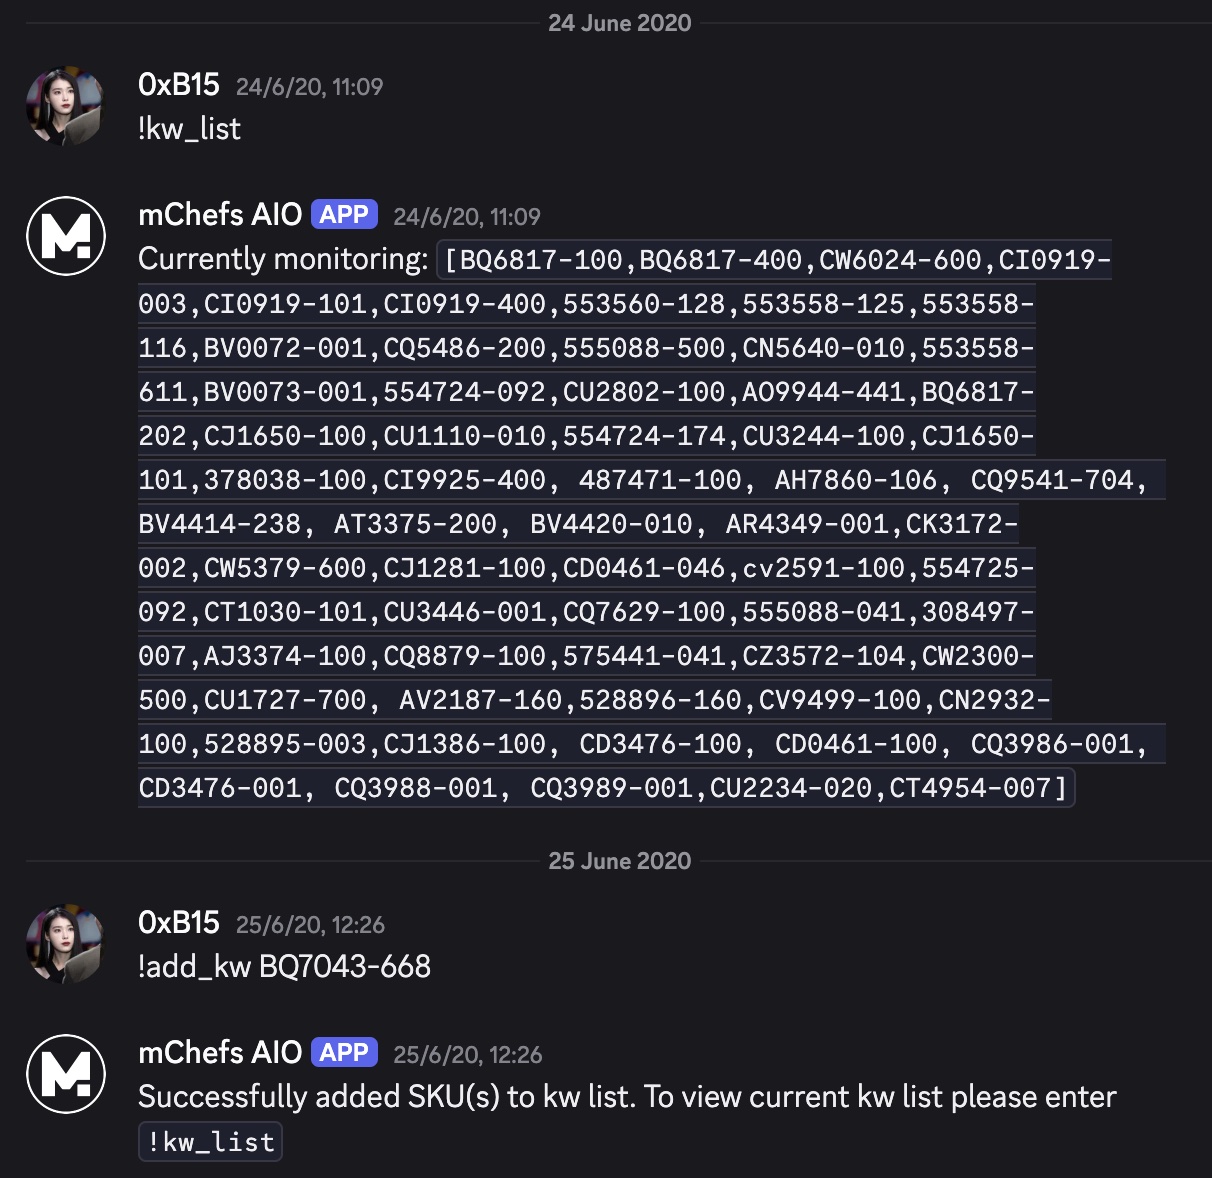 24 June 2020
0xB15 24/6/20, 11:09
!kw_list
mChefs AIO APP 24/6/20, 11:09
Currently monitoring: [BQ6817-100,BQ6817-400,CW6024-600,CI0919-
003,CI0919-101,CI0919-400,553560-128,553558-125,553558-
116,BV0072-001,CQ5486-200,555088-500,CN5640-010,553558-
611,BV0073-001,554724-092,CU2802-100,AO9944-441,BQ6817-
202,CJ1650-100,CU1110-010,554724-174,CU3244-100,CJ1650-
101,378038-100,CI9925-400, 487471-100, AH7860-106, CQ9541-704,
BV4414-238, AT3375-200, BV4420-010, AR4349-001,CK3172-
002,CW5379-600,CJ1281-100,CD0461-046,cv2591-100,554725-
092,CT1030-101,CU3446-001,CQ7629-100,555088-041,308497-
007,AJ3374-100,CQ8879-100,575441-041,CZ3572-104,CW2300-
500,CU1727-700, AV2187-160,528896-160,CV9499-100,CN2932-
100,528895-003,CJ1386-100, CD3476-100, CD0461-100, CQ3986-001,
CD3476-001, CQ3988-001, CQ3989-001,CU2234-020,CT4954-007]
25 June 2020
0xB15 25/6/20, 12:26
!add_kw BQ7043-668
mChefs AIO APP 25/6/20, 12:26
Successfully added SKU(s) to kw list. To view current kw list please enter
!kw_list